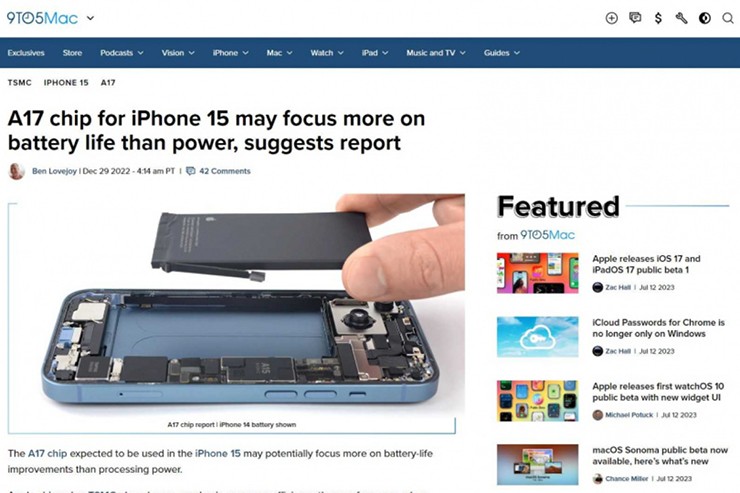 9TO5Mac
Exclusives Store Podcasts Vision iPhone Mac Watch iPad Music and TV Guides
TSMC IPHONE 15 A17
A17 chip for iPhone 15 may focus more on
battery life than power, suggests report
Ben Lovejoy | Dec 29 2022 - 4:14 am PT | 42 Comments
A15
A17 chip report | iPhone 14 battery shown
The A17 chip expected to be used in the iPhone 15 may potentially focus more on battery-life
improvements than processing power.
Featured
from 9TO5Mac
Apple releases iOS 17 and
iPadOS 17 public beta 1
Zac Hall | Jul 12 2023
iCloud Passwords for Chrome is
no longer only on Windows
Zac Hall | Jul 12 2023
Apple releases first watchOS 10
public beta with new widget UI
Michael Potuck | Jul 12 2023
macOS Sonoma public beta now
available, here's what's new
Chance Miller | Jul 12 2023